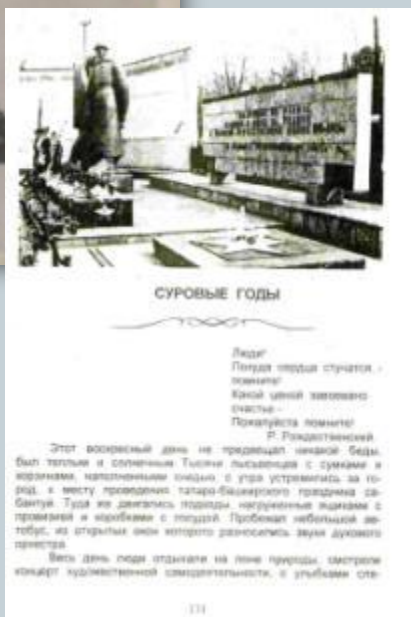 СУРОВЫЕ ГОДЫ
Люди!
Покуда сердца стучатся, -
помните!
Какой ценой завоевано
счастье -
Пожалуйста помните!
Р. Рождественский
Этот воскресный день не предвещал никакой беды,
был теплым и солнечным. Тысячи лысьвенцев с сумками и
корзинами, наполненными снедью, с утра устремились за го-
род, к месту проведения татаро-башкирского праздника са-
бантуй. Туда же двигались подводы, нагруженные ящиками с
провизией и коробками с посудой. Пробежал небольшой ав-
тобус, из открытых окон которого разносились звуки духового
оркестра.
Весь день люди отдыхали на лоне природы, смотрели
концерт художественной самодеятельности, с улыбками сле-